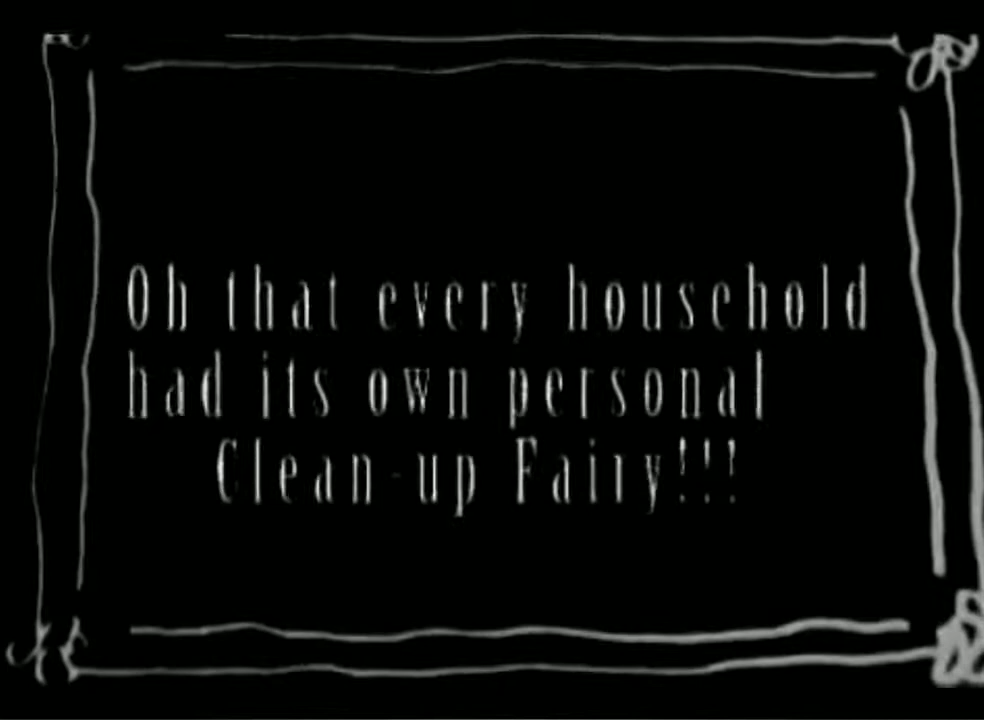 Oh that every household
had its own personal
Clean-up Fairy!!!